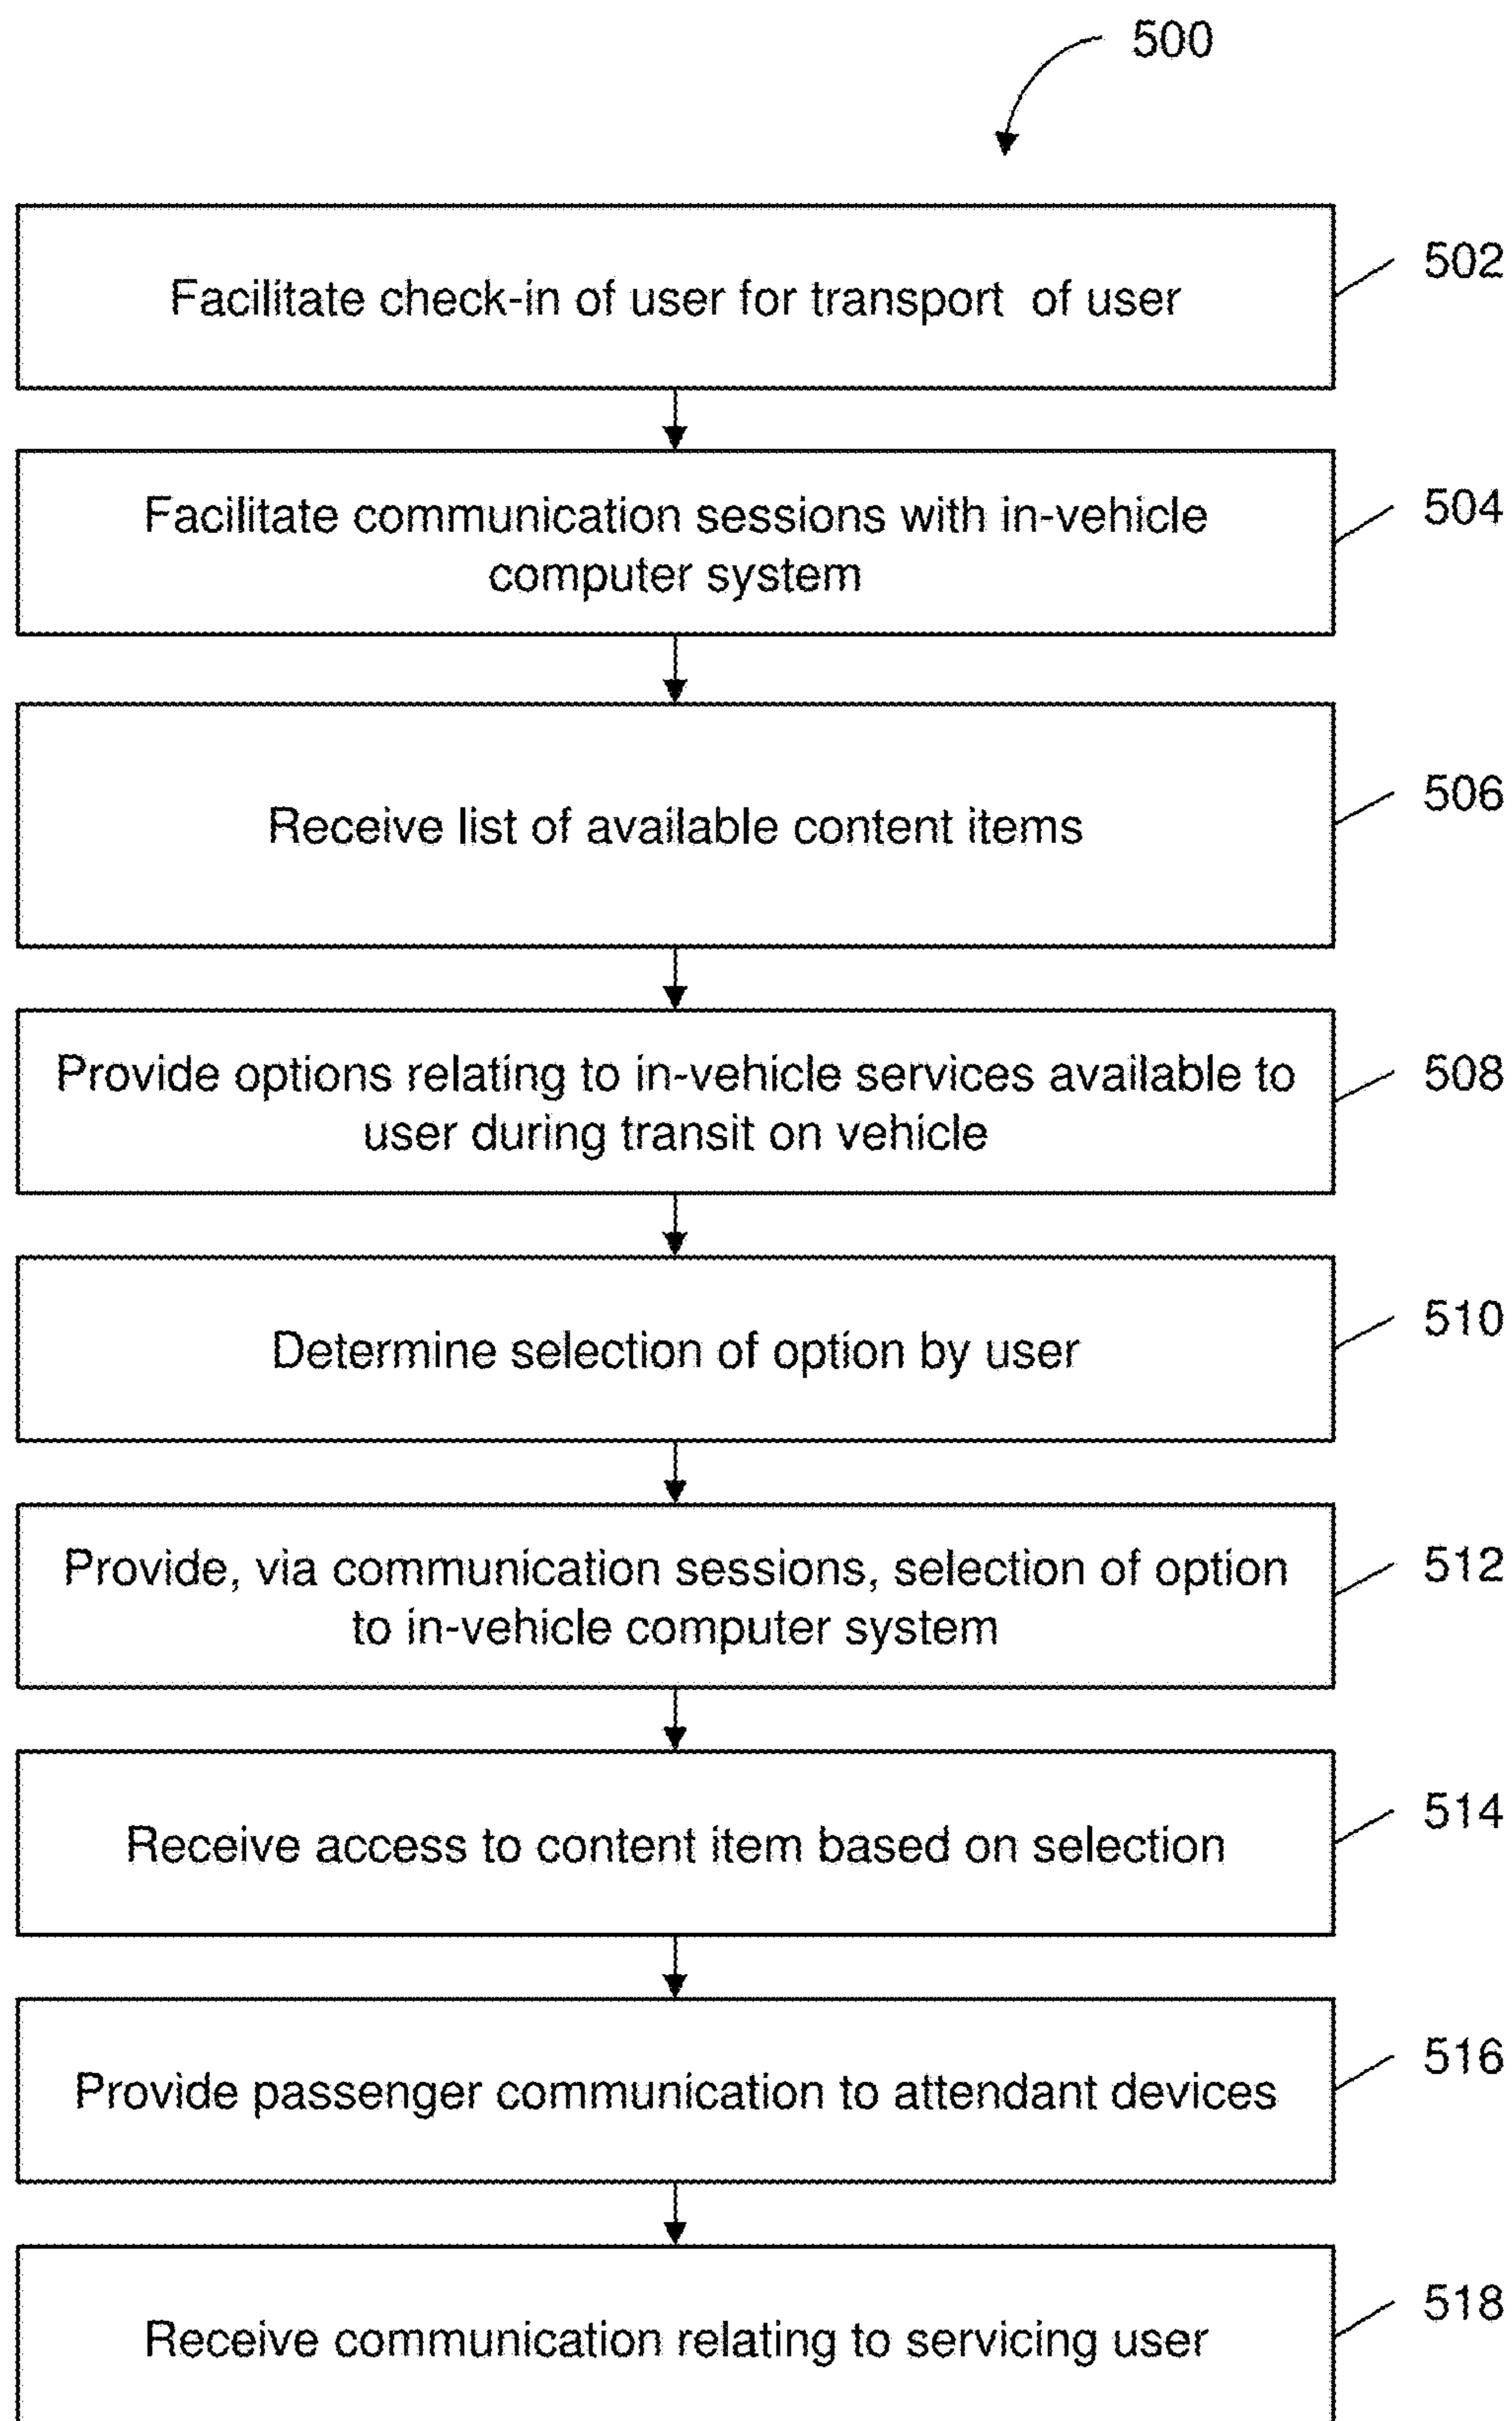 500
Facilitate check-in of user for transport of user
502
Facilitate communication sessions with in-vehicle
computer system
504
Receive list of available content items
506
Provide options relating to in-vehicle services available to
user during transit on vehicle
508
Determine selection of option by user
510
Provide, via communication sessions, selection of option
to in-vehicle computer system
512
Receive access to content item based on selection
514
Provide passenger communication to attendant devices
516
Receive communication relating to servicing user
518